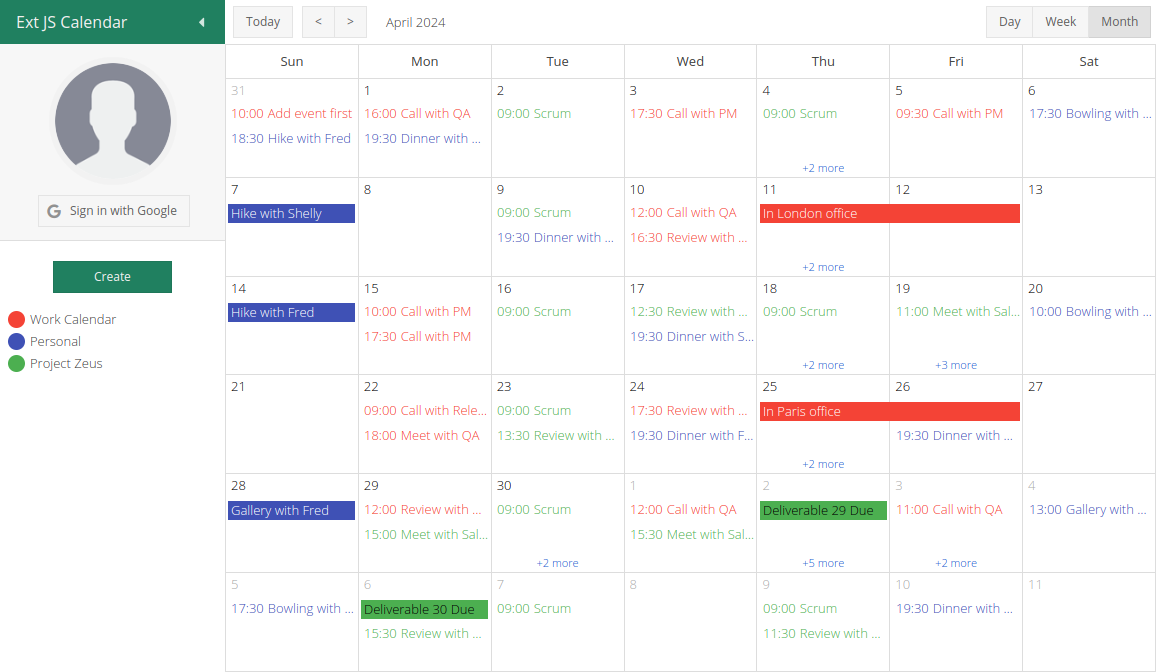 Ext JS Calendar
Today < > April 2024 Day Week Month
Sign in with Google
Create
Work Calendar
Personal
Project Zeus
Sun Mon Tue Wed Thu Fri Sat
31 1 2 3 4 5 6
10:00 Add event first 16:00 Call with QA 09:00 Scrum 17:30 Call with PM 09:00 Scrum 09:30 Call with PM 17:30 Bowling with ...
18:30 Hike with Fred 19:30 Dinner with ...
+2 more
7 8 9 10 11 12 13
Hike with Shelly 09:00 Scrum 12:00 Call with QA In London office
19:30 Dinner with ... 16:30 Review with ...
+2 more
14 15 16 17 18 19 20
Hike with Fred 10:00 Call with PM 09:00 Scrum 12:30 Review with ... 09:00 Scrum 11:00 Meet with Sal... 10:00 Bowling with ...
17:30 Call with PM 19:30 Dinner with S...
+2 more +3 more
21 22 23 24 25 26 27
09:00 Call with Rele... 09:00 Scrum 17:30 Review with ... In Paris office
18:00 Meet with QA 13:30 Review with ... 19:30 Dinner with F... 19:30 Dinner with ...
+2 more
28 29 30 1 2 3 4
Gallery with Fred 12:00 Review with ... 09:00 Scrum 12:00 Call with QA Deliverable 29 Due 11:00 Call with QA 13:00 Gallery with ...
15:00 Meet with Sal... 15:30 Meet with Sal...
+2 more +5 more +2 more
5 6 7 8 9 10 11
17:30 Bowling with ... Deliverable 30 Due 09:00 Scrum 09:00 Scrum 19:30 Dinner with ...
15:30 Review with ... 11:30 Review with ...